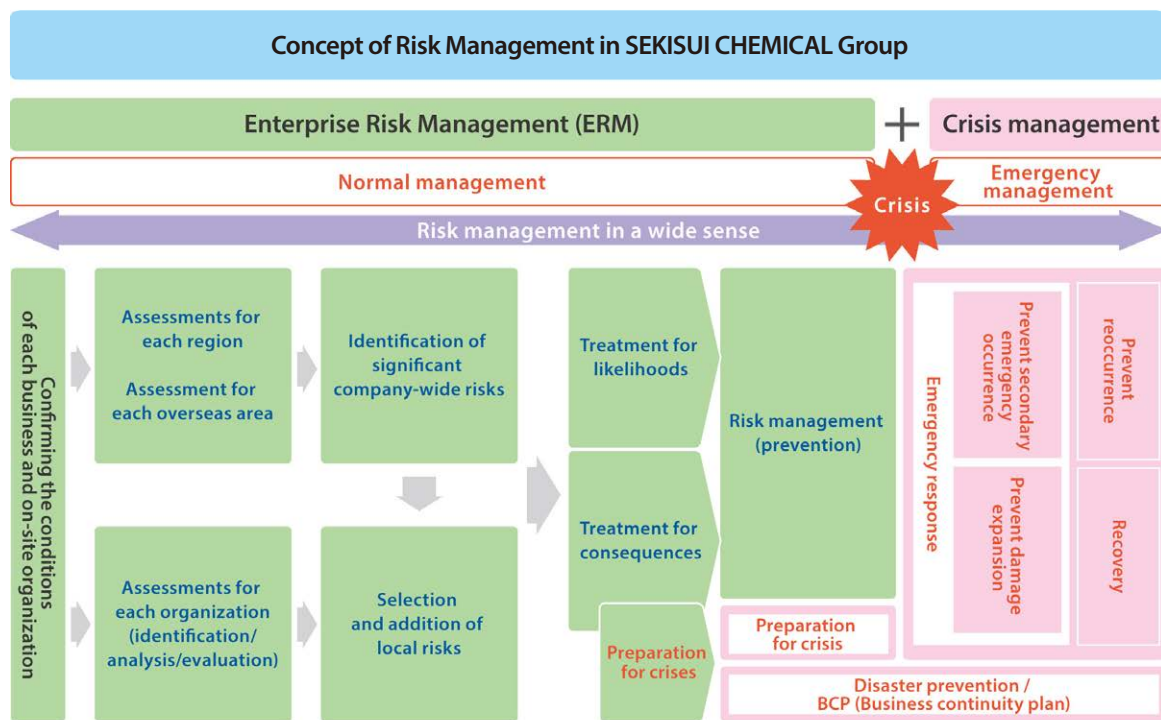 Concept of Risk Management in SEKISUI CHEMICAL Group
Enterprise Risk Management (ERM)
+
Crisis management
Normal management
Crisis
Emergency
management
Risk management in a wide sense
Confirming the conditions
of each business and on-site organization
Assessments for
each region
Assessment for
each overseas area
Identification of
significant
company-wide risks
Assessments for
each organization
(identification/
analysis/evaluation)
Selection
and addition of
local risks
Treatment for
likelihoods
Treatment for
consequences
Preparation
for crises
Risk management
(prevention)
Preparation
for crisis
Emergency response
Prevent secondary
emergency
occurrence
Prevent damage
expansion
Prevent
reoccurrence
Recovery
Disaster prevention /
BCP (Business continuity plan)